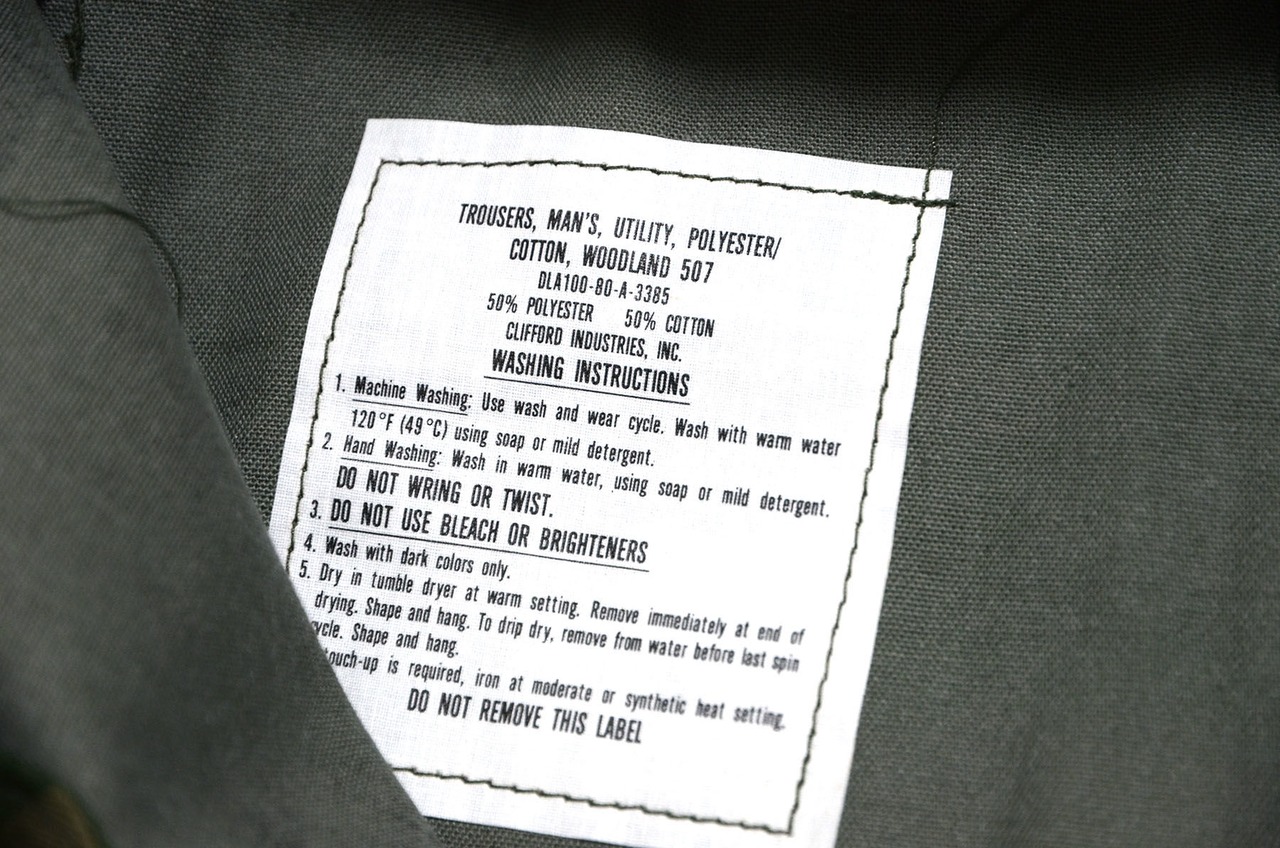 TROUSERS, MAN'S, UTILITY, POLYESTER/
COTTON, WOODLAND 507
DLA100-80-A-3385
50% POLYESTER 50% COTTON
CLIFFORD INDUSTRIES, INC.
WASHING INSTRUCTIONS
1. Machine Washing: Use wash and wear cycle. Wash with warm water
120°F (49°C) using soap or mild detergent.
2. Hand Washing: Wash in warm water, using soap or mild detergent.
DO NOT WRING OR TWIST.
3. DO NOT USE BLEACH OR BRIGHTENERS
4. Wash with dark colors only.
5. Dry in tumble dryer at warm setting. Remove immediately at end of
drying. Shape and hang. To drip dry, remove from water before last spin
ycle. Shape and hang.
touch-up is required, iron at moderate or synthetic heat setting.
DO NOT REMOVE THIS LABEL